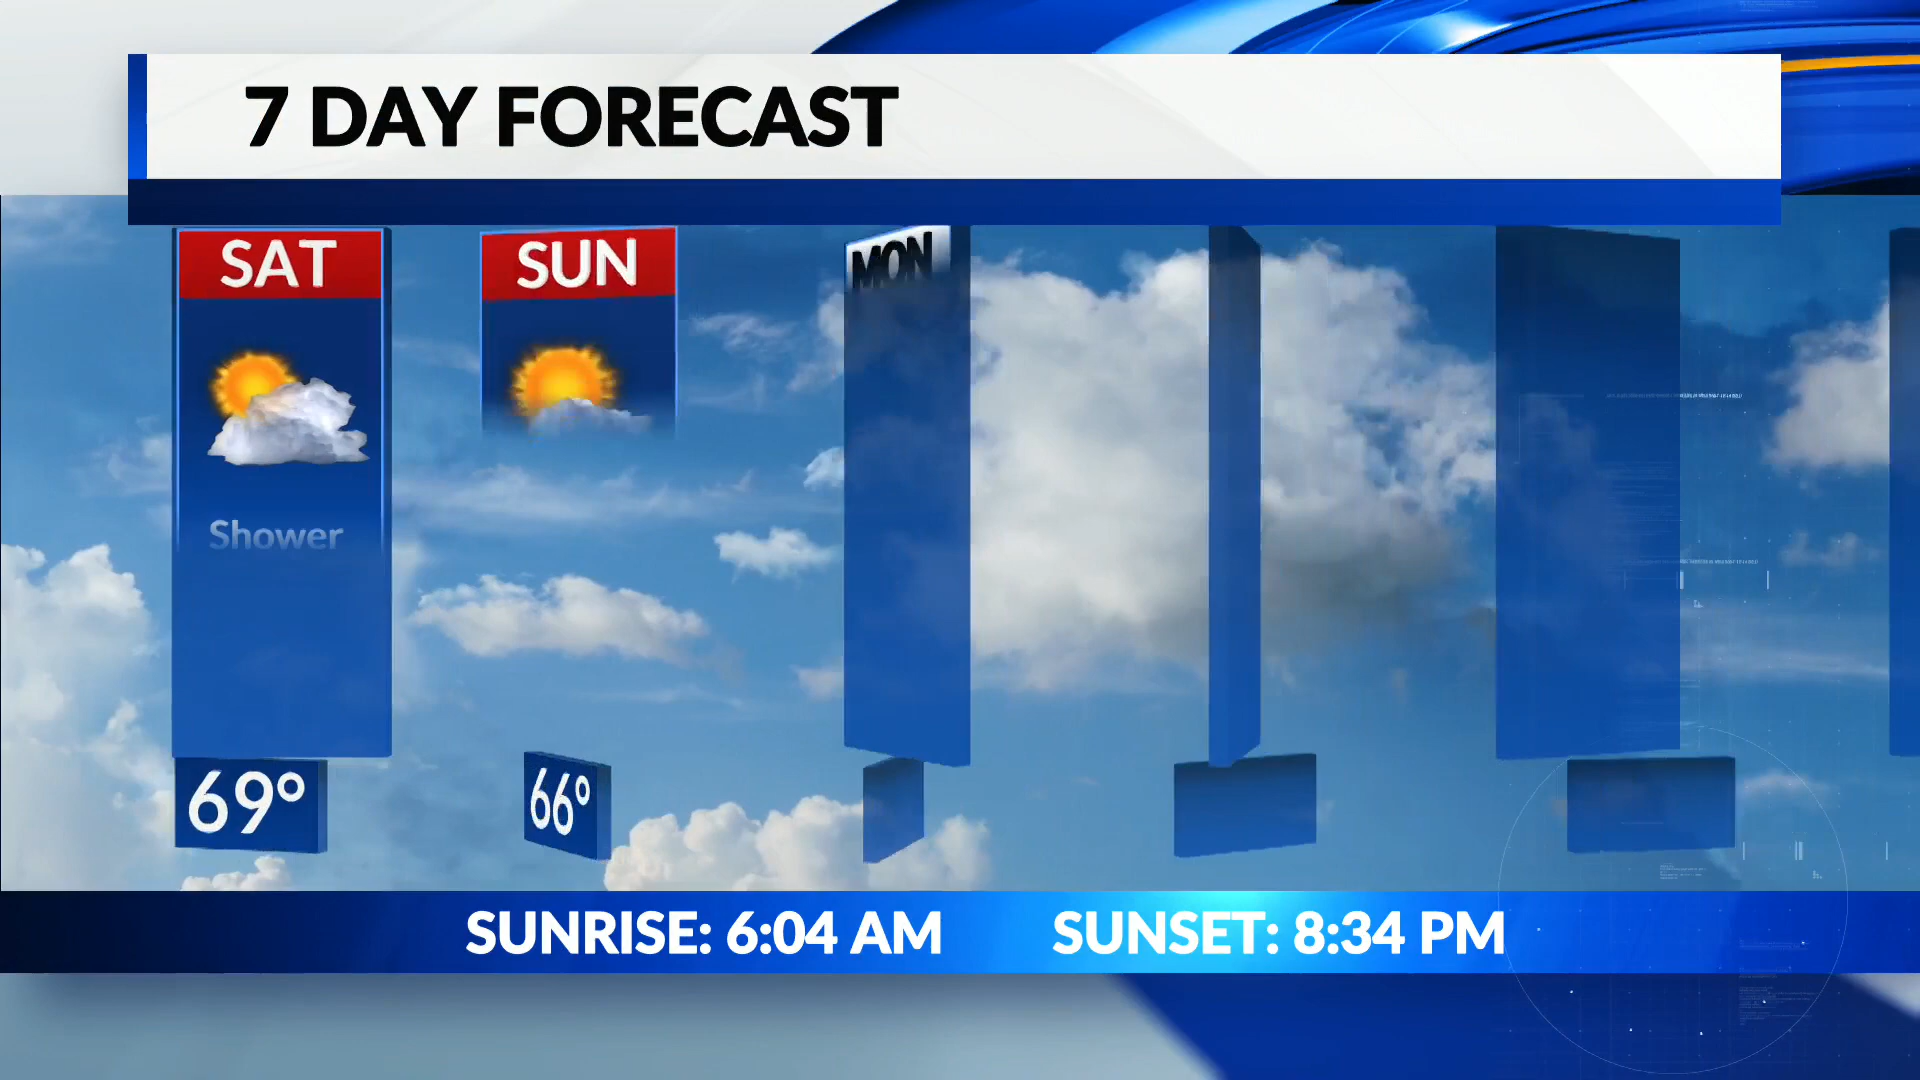 7 DAY FORECAST
SAT
SUN
MON
Shower
69°
66°
SUNRISE: 6:04 AM
SUNSET: 8:34 PM